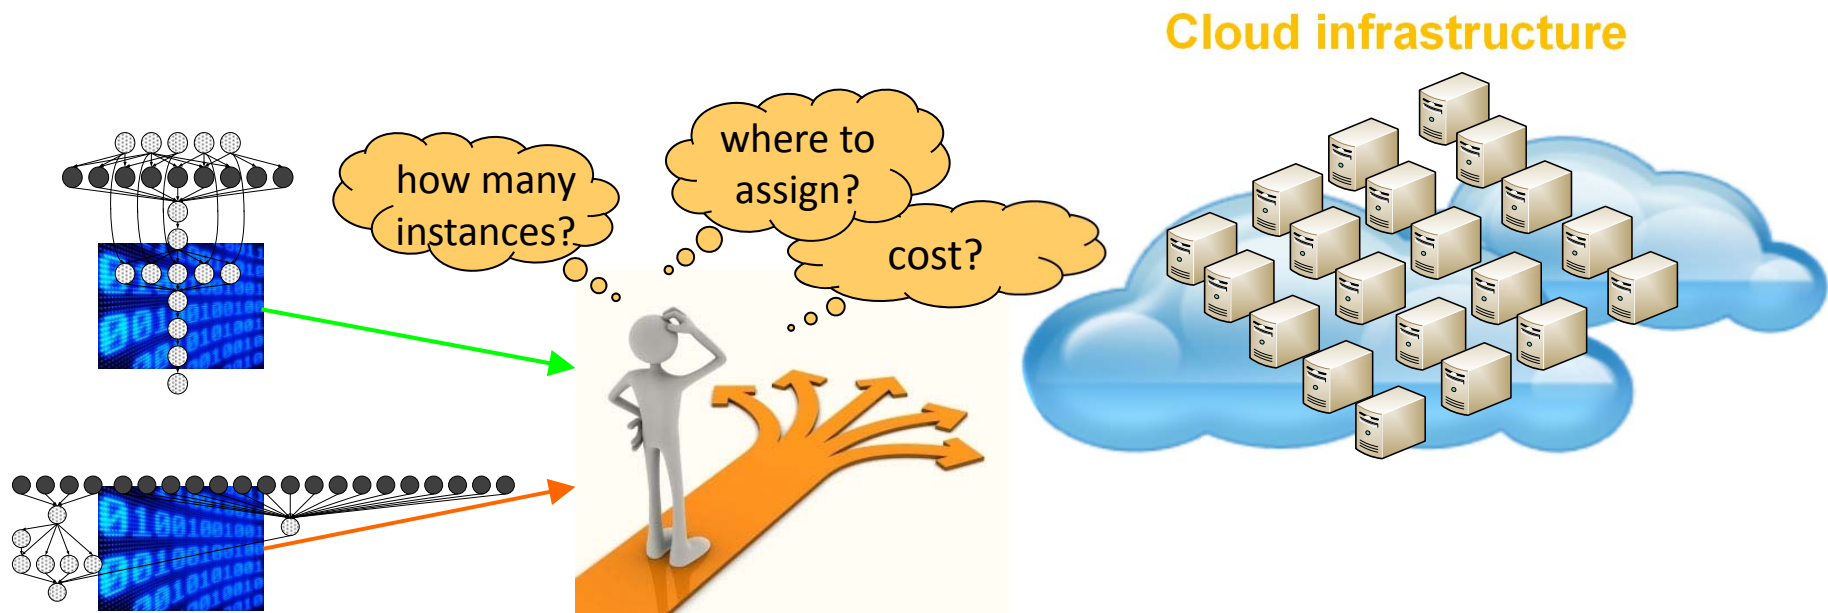 Cloud infrastructure
how many
instances?
where to
assign?
cost?